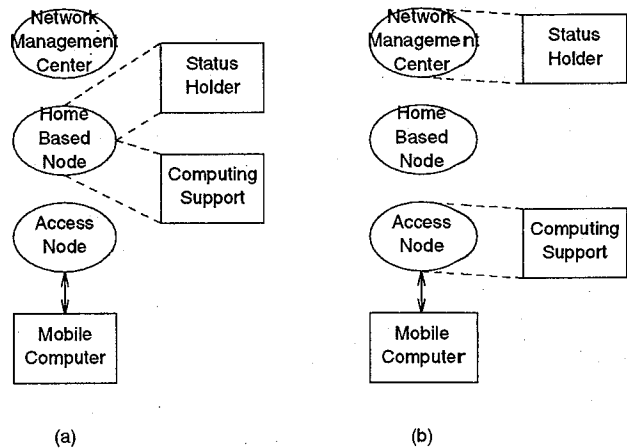 Network
Management
Center
Status
Holder
Home
Based
Node
Computing
Support
Access
Node
Mobile
Computer
(a)
Network
Management
Center
Status
Holder
Home
Based
Node
Access
Node
Computing
Support
Mobile
Computer
(b)